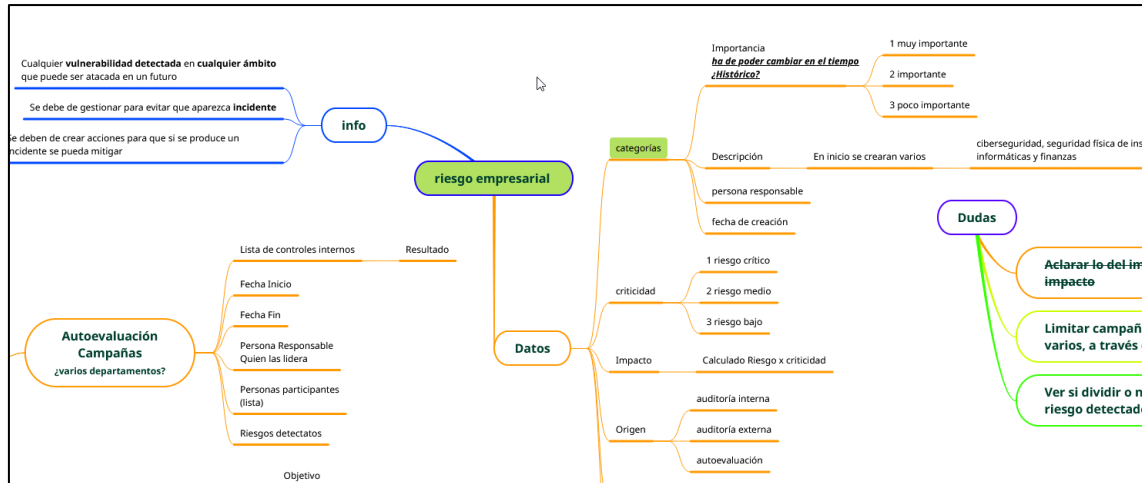 Cualquier vulnerabilidad detectada en cualquier ámbito
que puede ser atacada en un futuro
Se debe de gestionar para evitar que aparezca incidente
Se deben de crear acciones para que si se produce un
incidente se pueda mitigar
info
riesgo empresarial
Importancia
ha de poder cambiar en el tiempo
¿Histórico?
1 muy importante
2 importante
3 poco importante
categorías
Descripción
En inicio se crearan varios
ciberseguridad, seguridad física de
informáticas y finanzas
persona responsable
fecha de creación
criticidad
1 riesgo crítico
2 riesgo medio
3 riesgo bajo
Datos
Impacto
Calculado Riesgo x criticidad
Origen
auditoría interna
auditoría externa
autoevaluación
Dudas
Aclarar lo del
impacto
Limitar
varios, a través
Ver si dividir o
riesgo
Autoevaluación
Campañas
¿varios departamentos?
Lista de controles internos
Resultado
Fecha Inicio
Fecha Fin
Persona Responsable
Quien las lidera
Personas participantes
(lista)
Riesgos detectatos
Objetivo